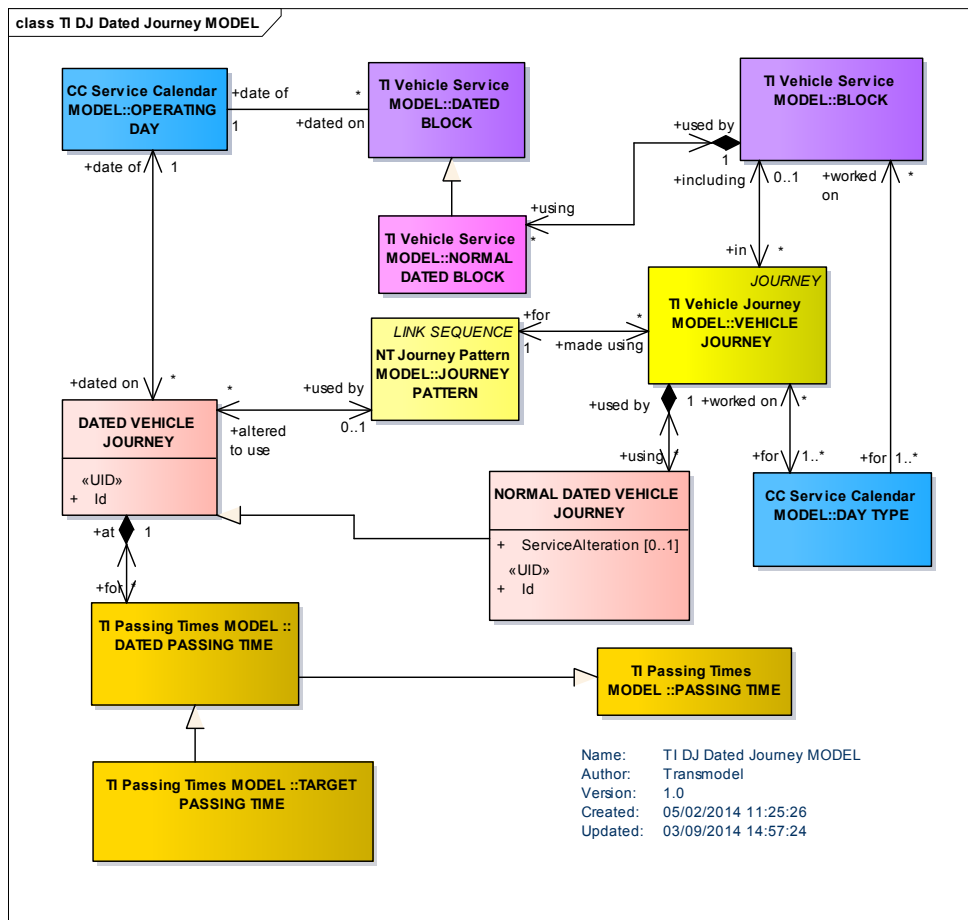 class TI DJ Dated Journey MODEL
CC Service Calendar
MODEL::OPERATING
DAY
+date of
1
*
+dated on
TI Vehicle Service
MODEL::DATED
BLOCK
TI Vehicle Service
MODEL::BLOCK
+used by
1
+including
0..1
+worked
on
*
+date of
1
+using
*
TI Vehicle Service
MODEL::NORMAL
DATED BLOCK
+in
*
JOURNEY
TI Vehicle Journey
MODEL::VEHICLE
JOURNEY
LINK SEQUENCE
NT Journey Pattern
MODEL::JOURNEY
PATTERN
+for
1
*
+made using
+dated on
*
*
+altered
to use
+used by
0..1
+used by
1
+worked on
*
+using
*
+for
1..*
+for
1..*
DATED VEHICLE
JOURNEY
«UID»
+ Id
NORMAL DATED VEHICLE
JOURNEY
+ ServiceAlteration [0..1]
«UID»
+ Id
CC Service Calendar
MODEL::DAY TYPE
+at
1
+for
*
TI Passing Times MODEL ::
DATED PASSING TIME
TI Passing Times
MODEL ::PASSING TIME
TI Passing Times MODEL ::TARGET
PASSING TIME
Name: TI DJ Dated Journey MODEL
Author: Transmodel
Version: 1.0
Created: 05/02/2014 11:25:26
Updated: 03/09/2014 14:57:24